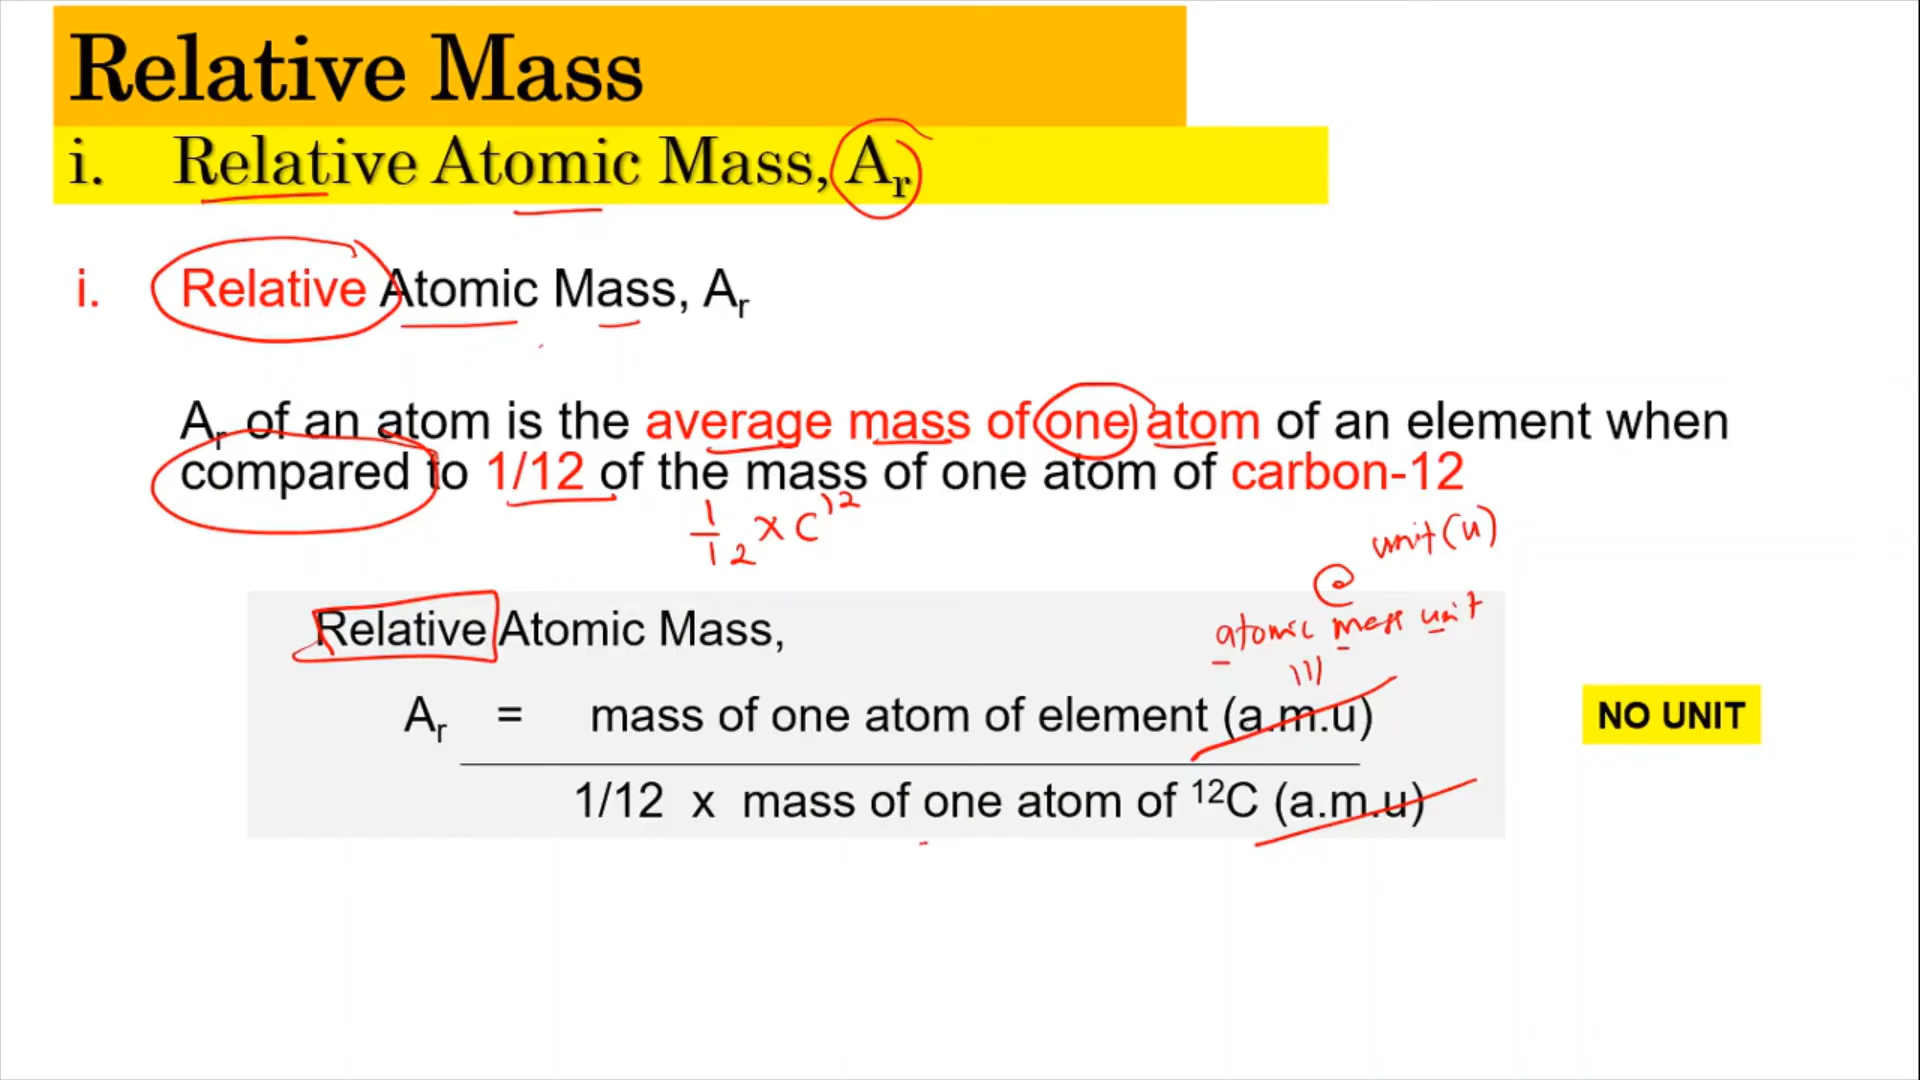 Relative Mass
i. Relative Atomic Mass, Ar
i. Relative Atomic Mass, Ar
Ar of an atom is the average mass of one atom of an element when
compared to 1/12 of the mass of one atom of carbon-12
1/12 x C12
unit (u)
@
atomic mass unit
Relative Atomic Mass,
Ar = mass of one atom of element (a.m.u)
NO UNIT
1/12 x mass of one atom of 12C (a.m.u)